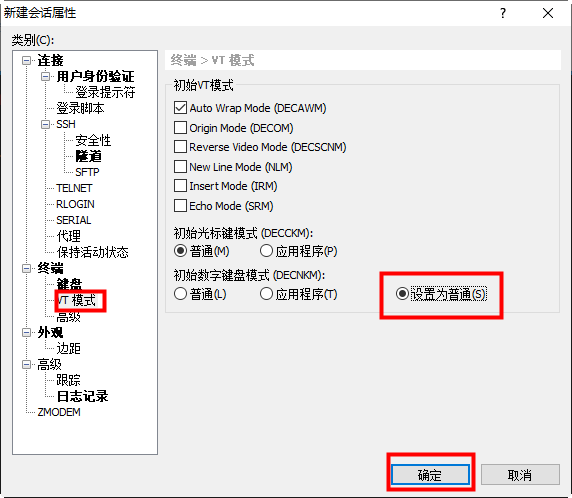 新建会话属性
类别(C):
连接
用户身份验证
登录提示符
登录脚本
SSH
安全性
隧道
SFTP
TELNET
RLOGIN
SERIAL
代理
保持活动状态
终端
键盘
VT 模式
高级
外观
边距
高级
跟踪
日志记录
ZMODEM
终端 > VT 模式
初始VT模式
Auto Wrap Mode (DECAWM)
Origin Mode (DECOM)
Reverse Video Mode (DECSCNM)
New Line Mode (NLM)
Insert Mode (IRM)
Echo Mode (SRM)
初始光标键模式 (DECCKM):
普通(M) 应用程序(P)
初始数字键盘模式 (DECNKM):
普通(L) 应用程序(T) 设置为普通(S)
确定 取消